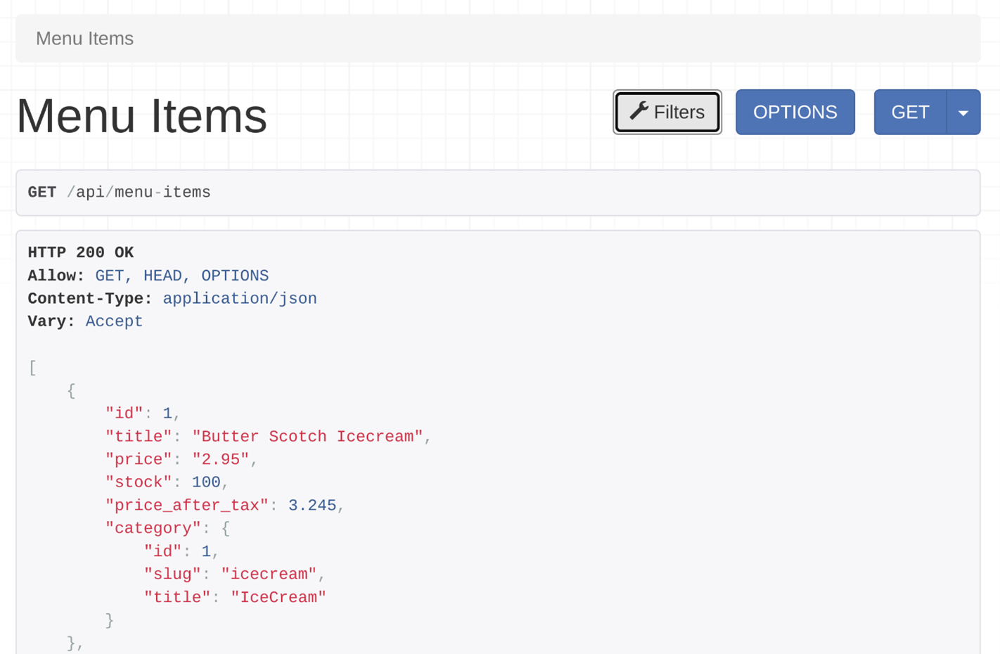 Menu Items
Menu Items
Filters
OPTIONS
GET
GET /api/menu-items
HTTP 200 OK
Allow: GET, HEAD, OPTIONS
Content-Type: application/json
Vary: Accept
[
    {
        "id": 1,
        "title": "Butter Scotch Icecream",
        "price": "2.95",
        "stock": 100,
        "price_after_tax": 3.245,
        "category": {
            "id": 1,
            "slug": "icecream",
            "title": "IceCream"
        }
    },